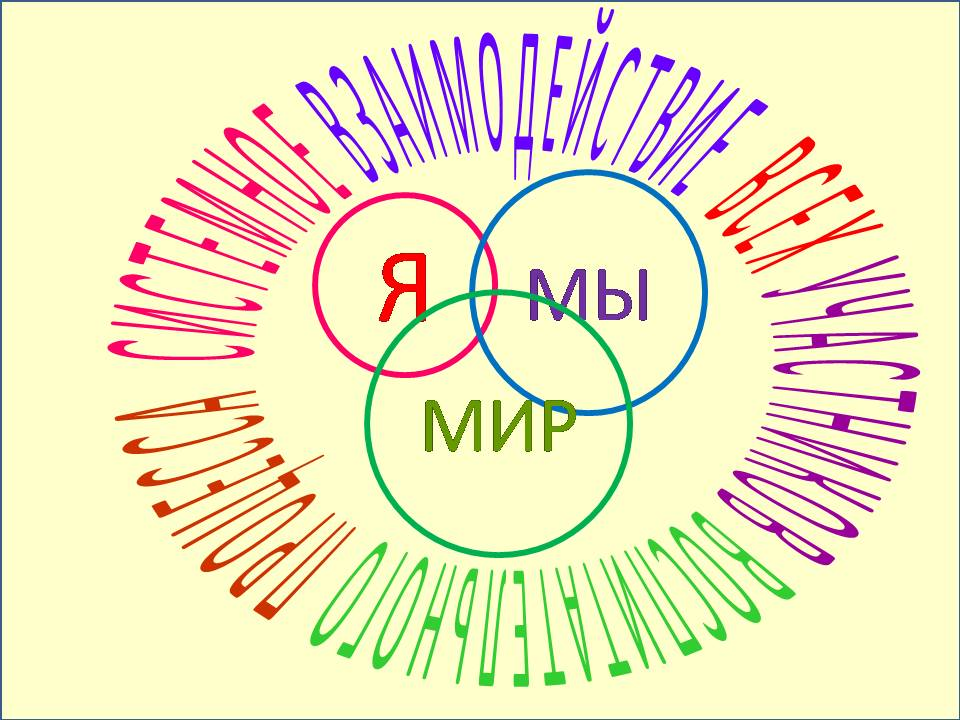 СИСТЕМНОЕ ВЗАИМОДЕЙСТВИЕ ВСЕХ УЧАСТНИКОВ ВОСПИТАТЕЛЬНОГО ПРОЦЕССА
Я
МЫ
МИР